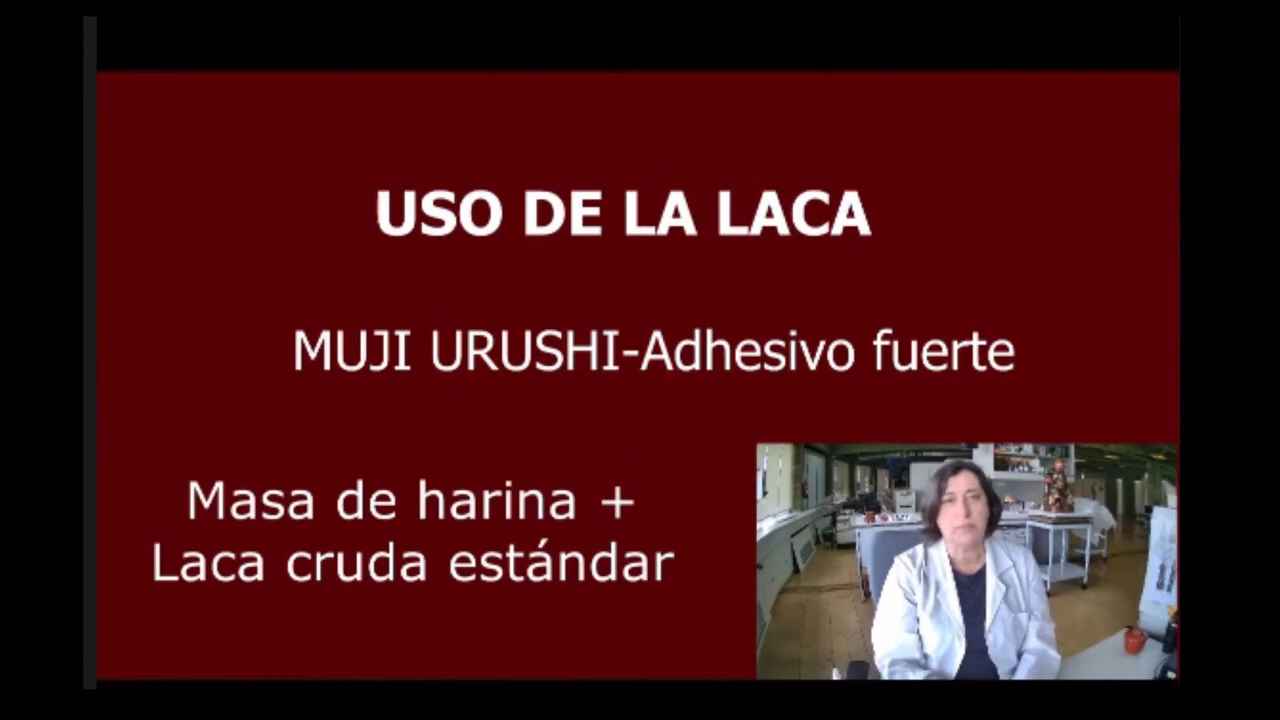 USO DE LA LACA
MUJI URUSHI-Adhesivo fuerte
Masa de harina +
Laca cruda estándar